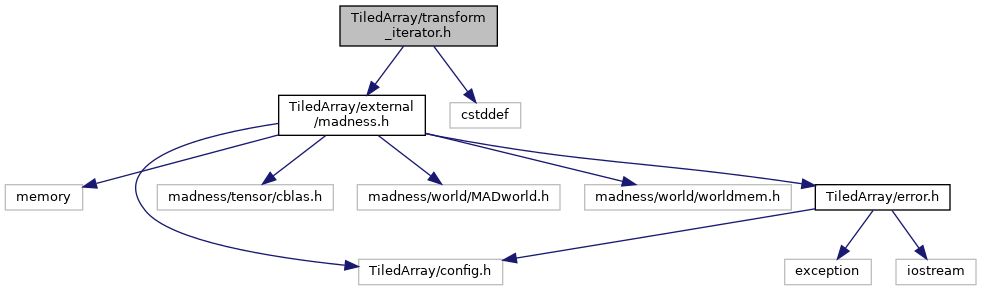 TiledArray/transform
_iterator.h
TiledArray/external
/madness.h
cstddef
memory
madness/tensor/cblas.h
madness/world/MADworld.h
madness/world/worldmem.h
TiledArray/error.h
TiledArray/config.h
exception
iostream